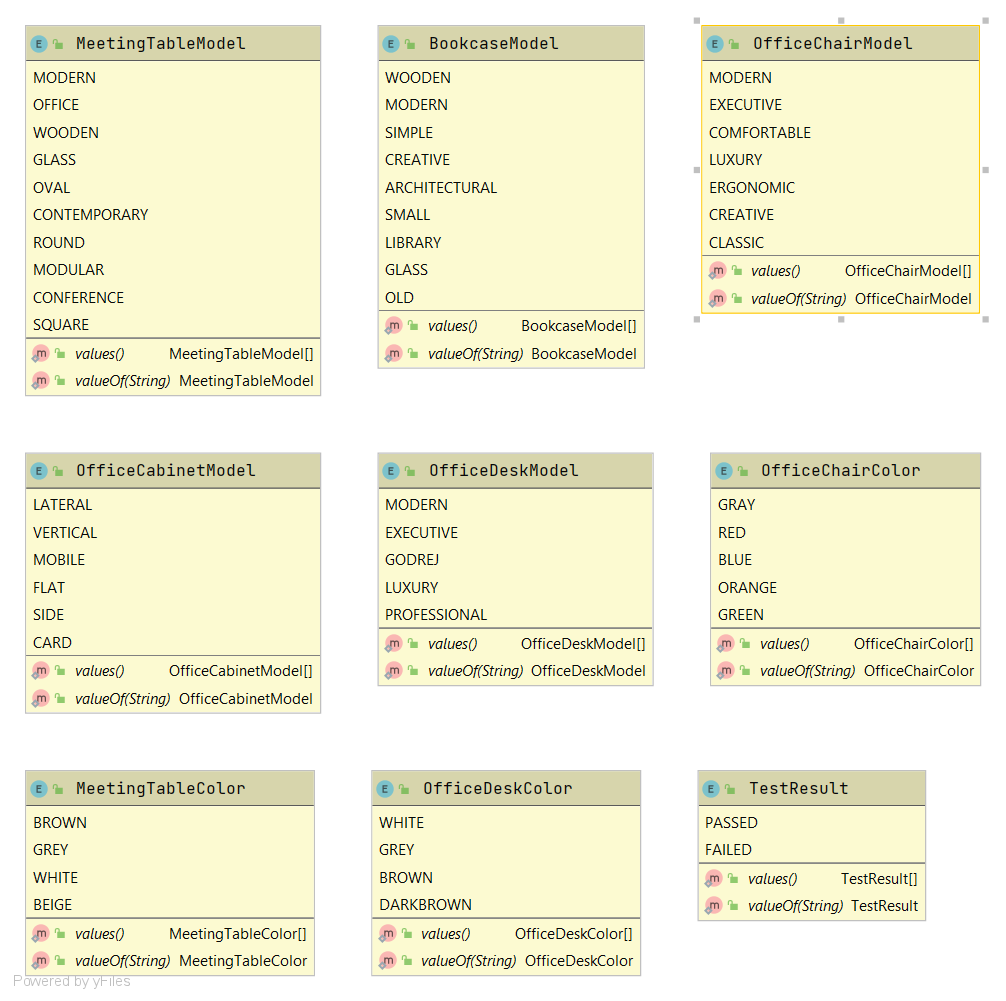 MeetingTableModel
MODERN
OFFICE
WOODEN
GLASS
OVAL
CONTEMPORARY
ROUND
MODULAR
CONFERENCE
SQUARE
m values() MeetingTableModel[]
m valueOf(String) MeetingTableModel
E BookcaseModel
WOODEN
MODERN
SIMPLE
CREATIVE
ARCHITECTURAL
SMALL
LIBRARY
GLASS
OLD
m values() BookcaseModel[]
m valueOf(String) BookcaseModel
E OfficeChairModel
MODERN
EXECUTIVE
COMFORTABLE
LUXURY
ERGONOMIC
CREATIVE
CLASSIC
m values() OfficeChairModel[]
m valueOf(String) OfficeChairModel
E OfficeCabinetModel
LATERAL
VERTICAL
MOBILE
FLAT
SIDE
CARD
m values() OfficeCabinetModel[]
m valueOf(String) OfficeCabinetModel
E OfficeDeskModel
MODERN
EXECUTIVE
GODREJ
LUXURY
PROFESSIONAL
m values() OfficeDeskModel[]
m valueOf(String) OfficeDeskModel
E OfficeChairColor
GRAY
RED
BLUE
ORANGE
GREEN
m values() OfficeChairColor[]
m valueOf(String) OfficeChairColor
E MeetingTableColor
BROWN
GREY
WHITE
BEIGE
m values() MeetingTableColor[]
m valueOf(String) MeetingTableColor
E OfficeDeskColor
WHITE
GREY
BROWN
DARKBROWN
m values() OfficeDeskColor[]
m valueOf(String) OfficeDeskColor
E TestResult
PASSED
FAILED
m values() TestResult[]
m valueOf(String) TestResult
Powered by yFiles